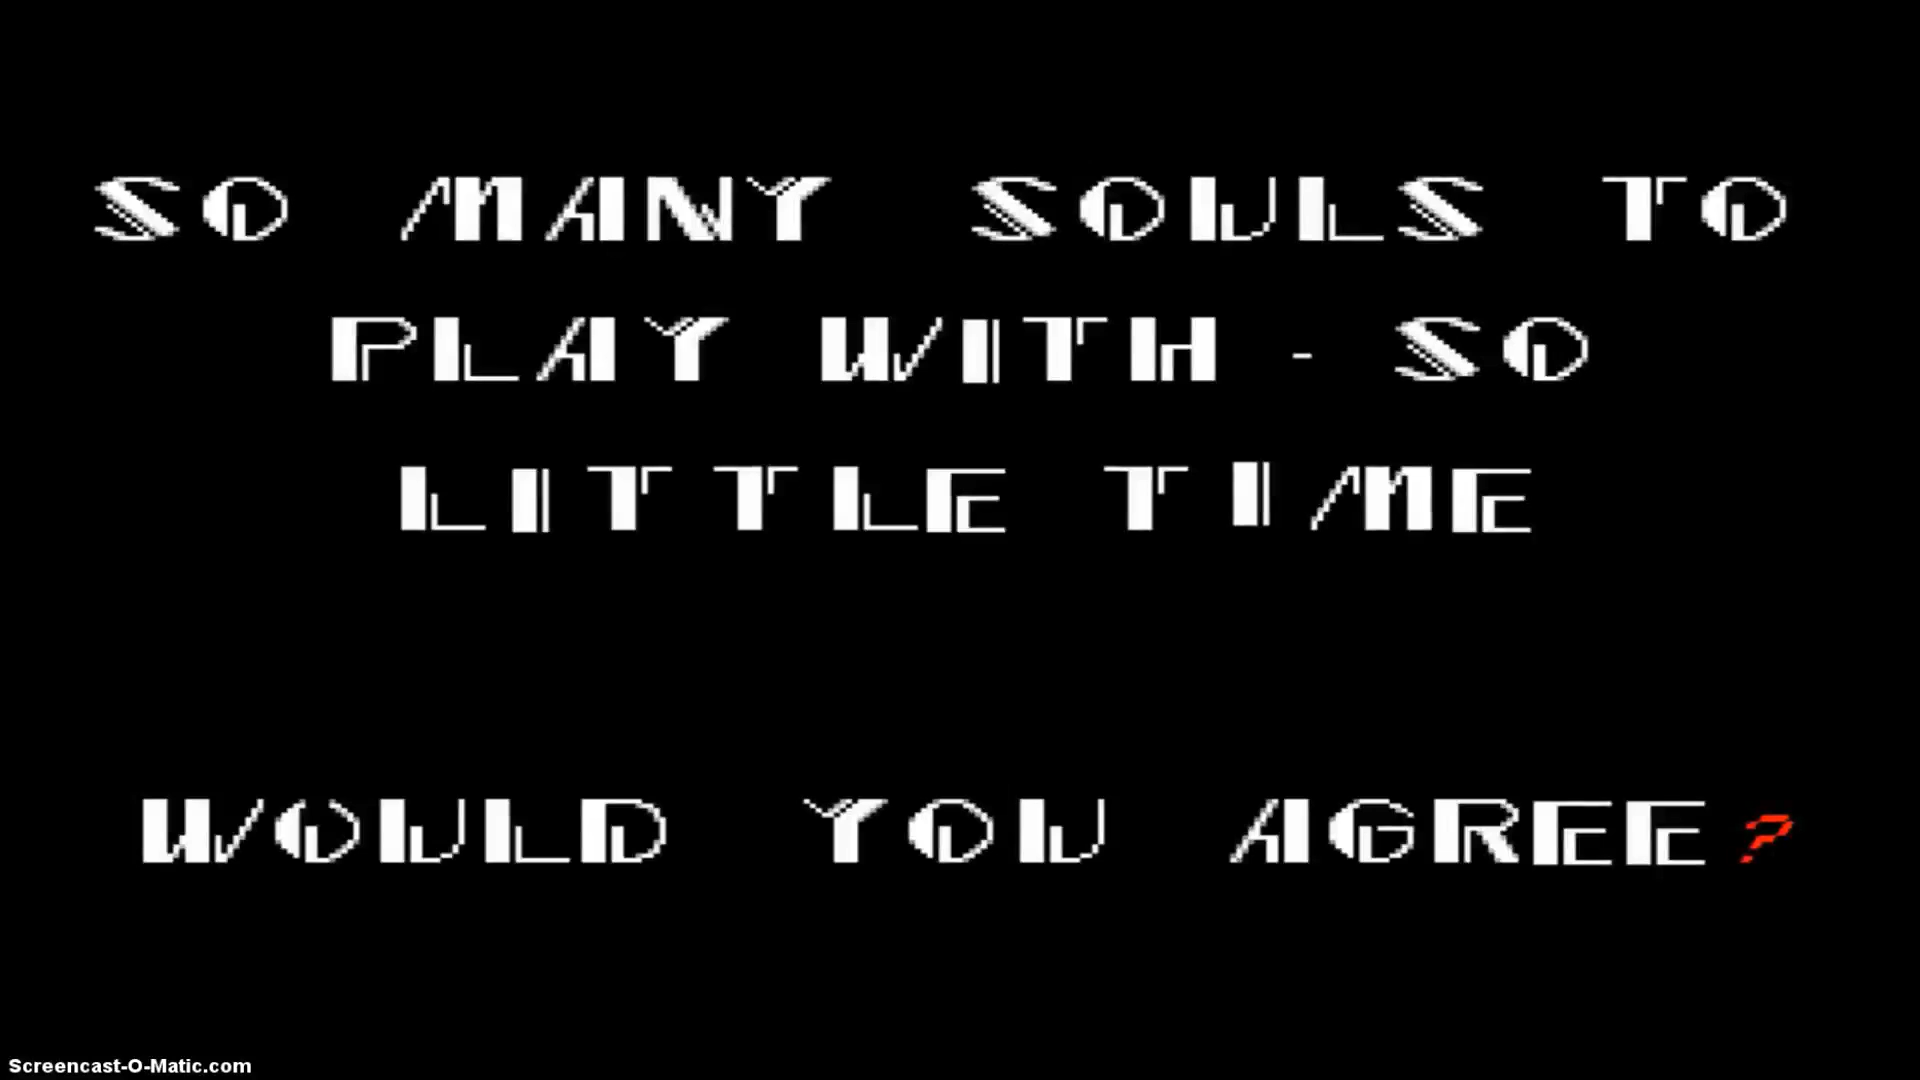 SO MANY SOULS TO
PLAY WITH - SO
LITTLE TIME
WOULD YOU AGREE?
Screencast-O-Matic.com